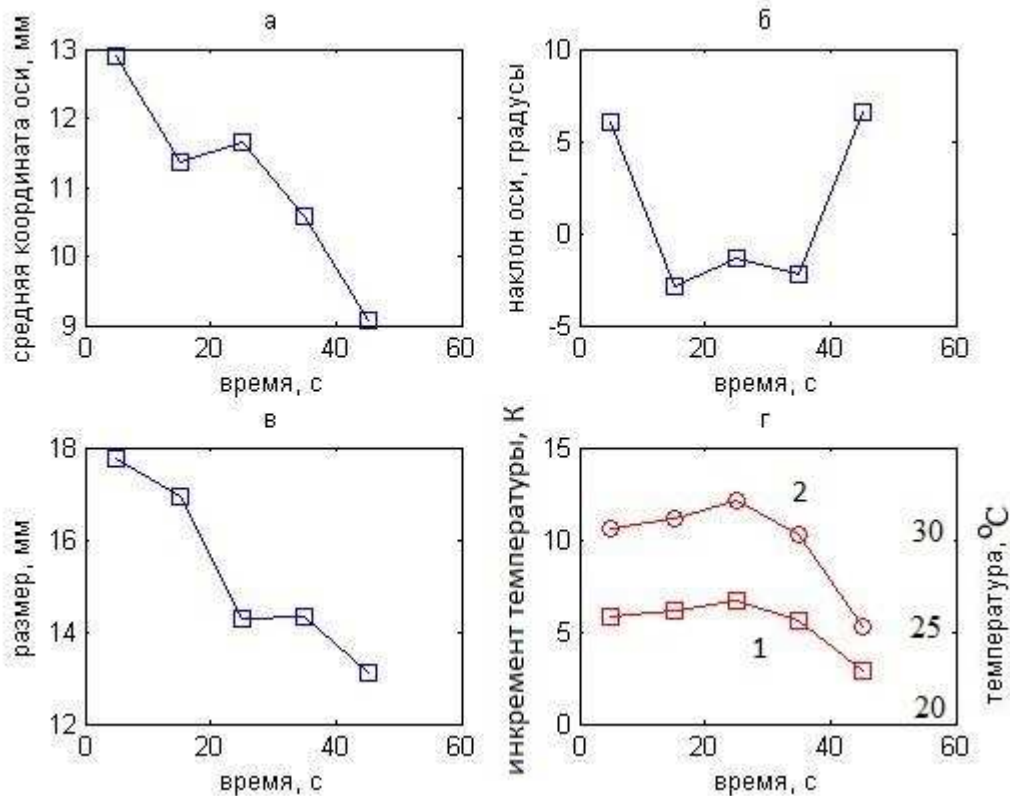 а
средняя координата оси, мм
13
12
11
10
9
0 20 40 60
время, с
б
наклон оси, градусы
10
5
0
-5
0 20 40 60
время, с
в
размер, мм
18
16
14
12
0 20 40 60
время, с
г
инкремент температуры, К
15
10
5
0
2
1
30
25
20
температура, °С
0 20 40 60
время, с